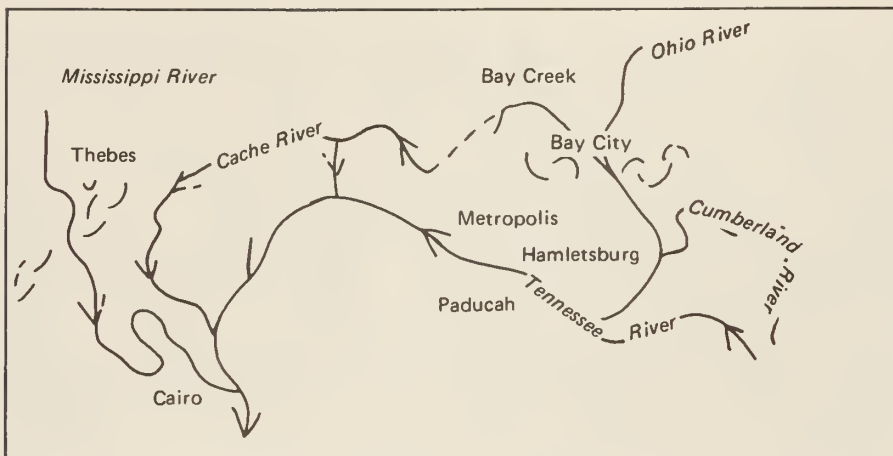 Ohio River
Mississippi River
Bay Creek
Cache River
Bay City
Thebes
Cumberland River
Metropolis
Hamletsburg
Paducah
Tennessee River
Cairo